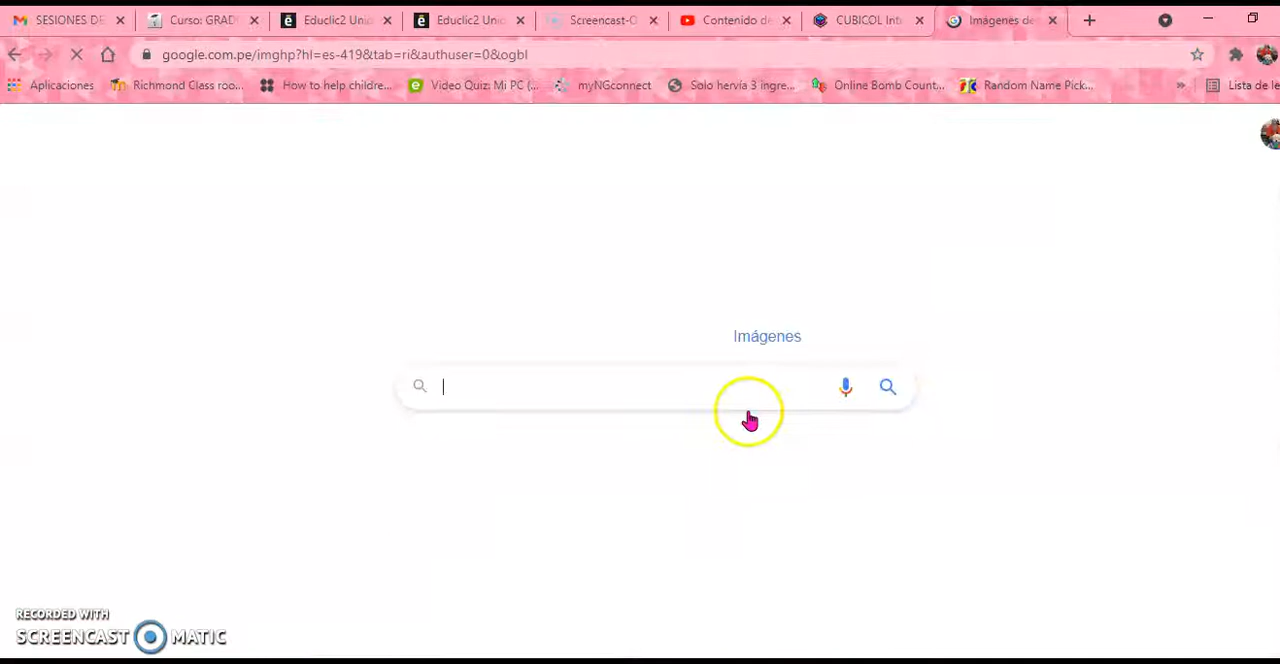 SESIONES DE
Curso: GRAD
Educlic2 Unio
Educlic2 Unio
Screencast-O
Contenido de
CUBICOL Int
Imágenes de
google.com.pe/imghp?hl=es-419&tab=ri&authuser=0&ogbl
Aplicaciones
Richmond Class roo...
How to help childre...
Video Quiz: Mi PC (...
myNGconnect
Solo hervía 3 ingre...
Online Bomb Count...
Random Name Pick...
»
Lista de le
Imágenes
RECORDED WITH
SCREENCAST MATIC